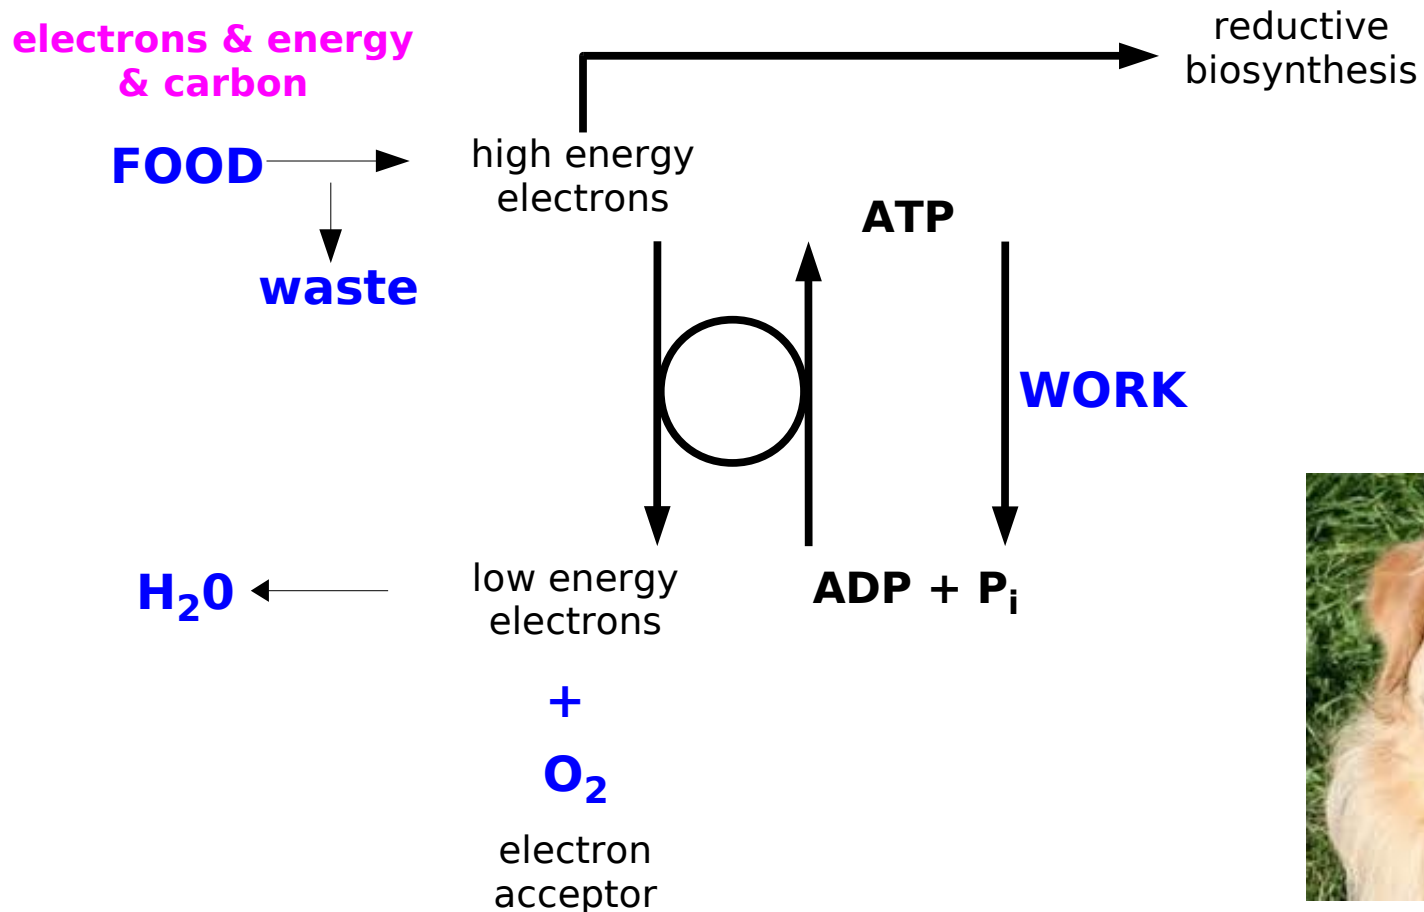 electrons & energy
& carbon
reductive
biosynthesis
FOOD
high energy
electrons
ATP
waste
WORK
H₂0
low energy
electrons
ADP + Pᵢ
+
O₂
electron
acceptor